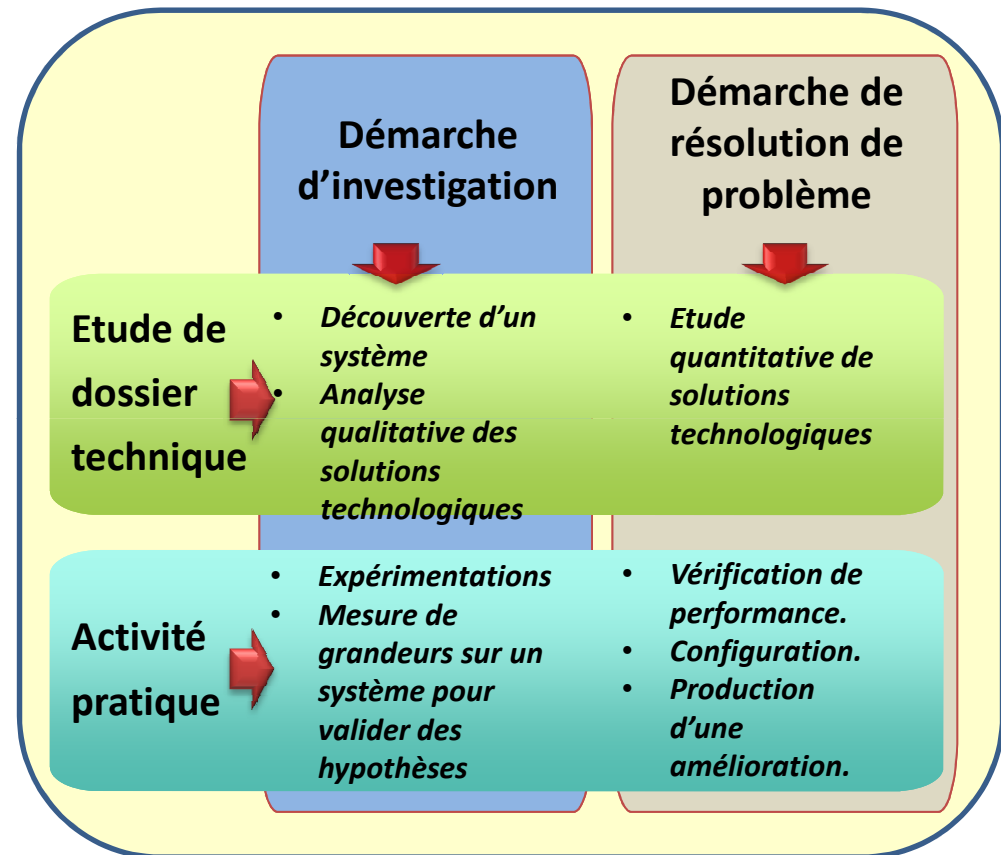 Démarche
d'investigation
Démarche de
résolution de
problème
Etude de
dossier
technique
• Découverte d'un
système
• Analyse
qualitative des
solutions
technologiques
• Etude
quantitative de
solutions
technologiques
Activité
pratique
• Expérimentations
• Mesure de
grandeurs sur un
système pour
valider des
hypothèses
• Vérification de
performance.
• Configuration.
• Production
d'une
amélioration.